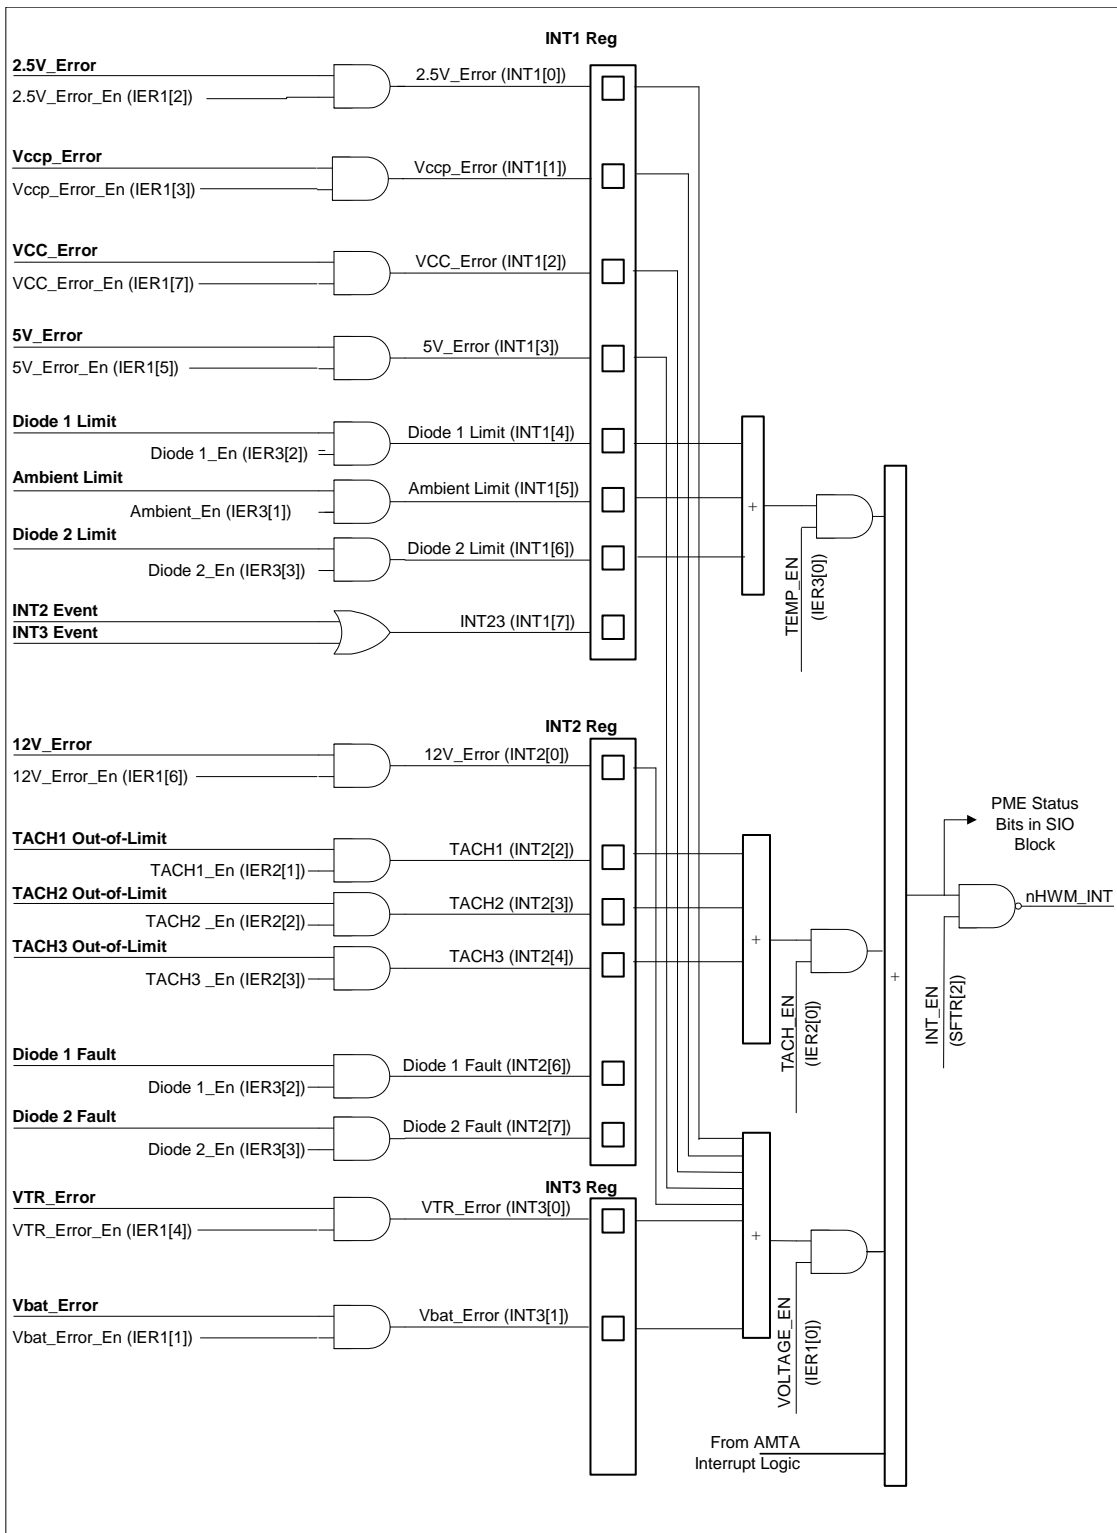 INT1 Reg
2.5V_Error
2.5V_Error_En (IER1[2])
2.5V_Error (INT1[0])
Vccp_Error
Vccp_Error_En (IER1[3])
Vccp_Error (INT1[1])
VCC_Error
VCC_Error_En (IER1[7])
VCC_Error (INT1[2])
5V_Error
5V_Error_En (IER1[5])
5V_Error (INT1[3])
Diode 1 Limit
Diode 1_En (IER3[2])
Diode 1 Limit (INT1[4])
Ambient Limit
Ambient_En (IER3[1])
Ambient Limit (INT1[5])
Diode 2 Limit
Diode 2_En (IER3[3])
Diode 2 Limit (INT1[6])
INT2 Event
INT3 Event
INT23 (INT1[7])
+
TEMP_EN
(IER3[0])
INT2 Reg
12V_Error
12V_Error_En (IER1[6])
12V_Error (INT2[0])
TACH1 Out-of-Limit
TACH1_En (IER2[1])
TACH1 (INT2[2])
TACH2 Out-of-Limit
TACH2 _En (IER2[2])
TACH2 (INT2[3])
TACH3 Out-of-Limit
TACH3 _En (IER2[3])
TACH3 (INT2[4])
+
TACH_EN
(IER2[0])
Diode 1 Fault
Diode 1_En (IER3[2])
Diode 1 Fault (INT2[6])
Diode 2 Fault
Diode 2_En (IER3[3])
Diode 2 Fault (INT2[7])
INT3 Reg
VTR_Error
VTR_Error_En (IER1[4])
VTR_Error (INT3[0])
Vbat_Error
Vbat_Error_En (IER1[1])
Vbat_Error (INT3[1])
+
VOLTAGE_EN
(IER1[0])
From AMTA
Interrupt Logic
+
PME Status
Bits in SIO
Block
nHWM_INT
INT_EN
(SFTR[2])